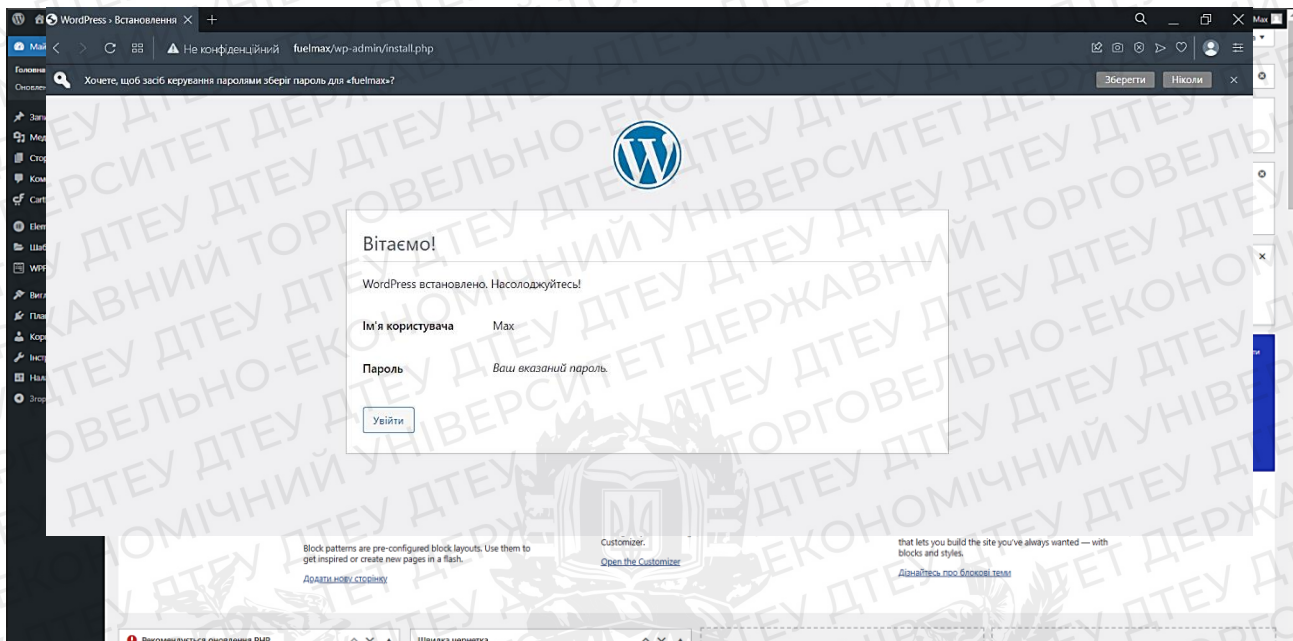 WordPress › Встановлення
Max
Не конфіденційний fuelmax/wp-admin/install.php
Хочете, щоб засіб керування паролями зберіг пароль для «fuelmax»?
Зберегти
Ніколи
Вітаємо!
WordPress встановлено. Насолоджуйтесь!
Ім'я користувача Max
Пароль Ваш вказаний пароль.
Увійти
Block patterns are pre-configured block layouts. Use them to
get inspired or create new pages in a flash.
Додати нову сторінку
Customizer.
Open the Customizer
that lets you build the site you've always wanted — with
blocks and styles.
Дізнайтесь про блокові теми
Рекомендується оновлення PHP
Швидка чернетка